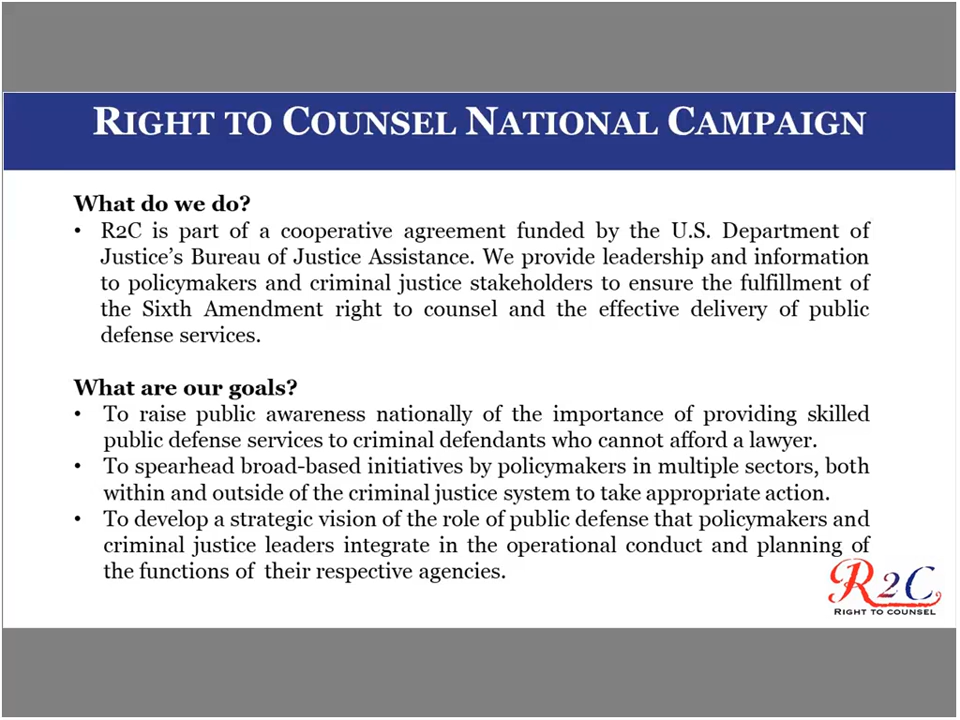 RIGHT TO COUNSEL NATIONAL CAMPAIGN
What do we do?
• R2C is part of a cooperative agreement funded by the U.S. Department of
Justice's Bureau of Justice Assistance. We provide leadership and information
to policymakers and criminal justice stakeholders to ensure the fulfillment of
the Sixth Amendment right to counsel and the effective delivery of public
defense services.
What are our goals?
• To raise public awareness nationally of the importance of providing skilled
public defense services to criminal defendants who cannot afford a lawyer.
• To spearhead broad-based initiatives by policymakers in multiple sectors, both
within and outside of the criminal justice system to take appropriate action.
• To develop a strategic vision of the role of public defense that policymakers and
criminal justice leaders integrate in the operational conduct and planning of
the functions of their respective agencies.
R2C
RIGHT TO COUNSEL